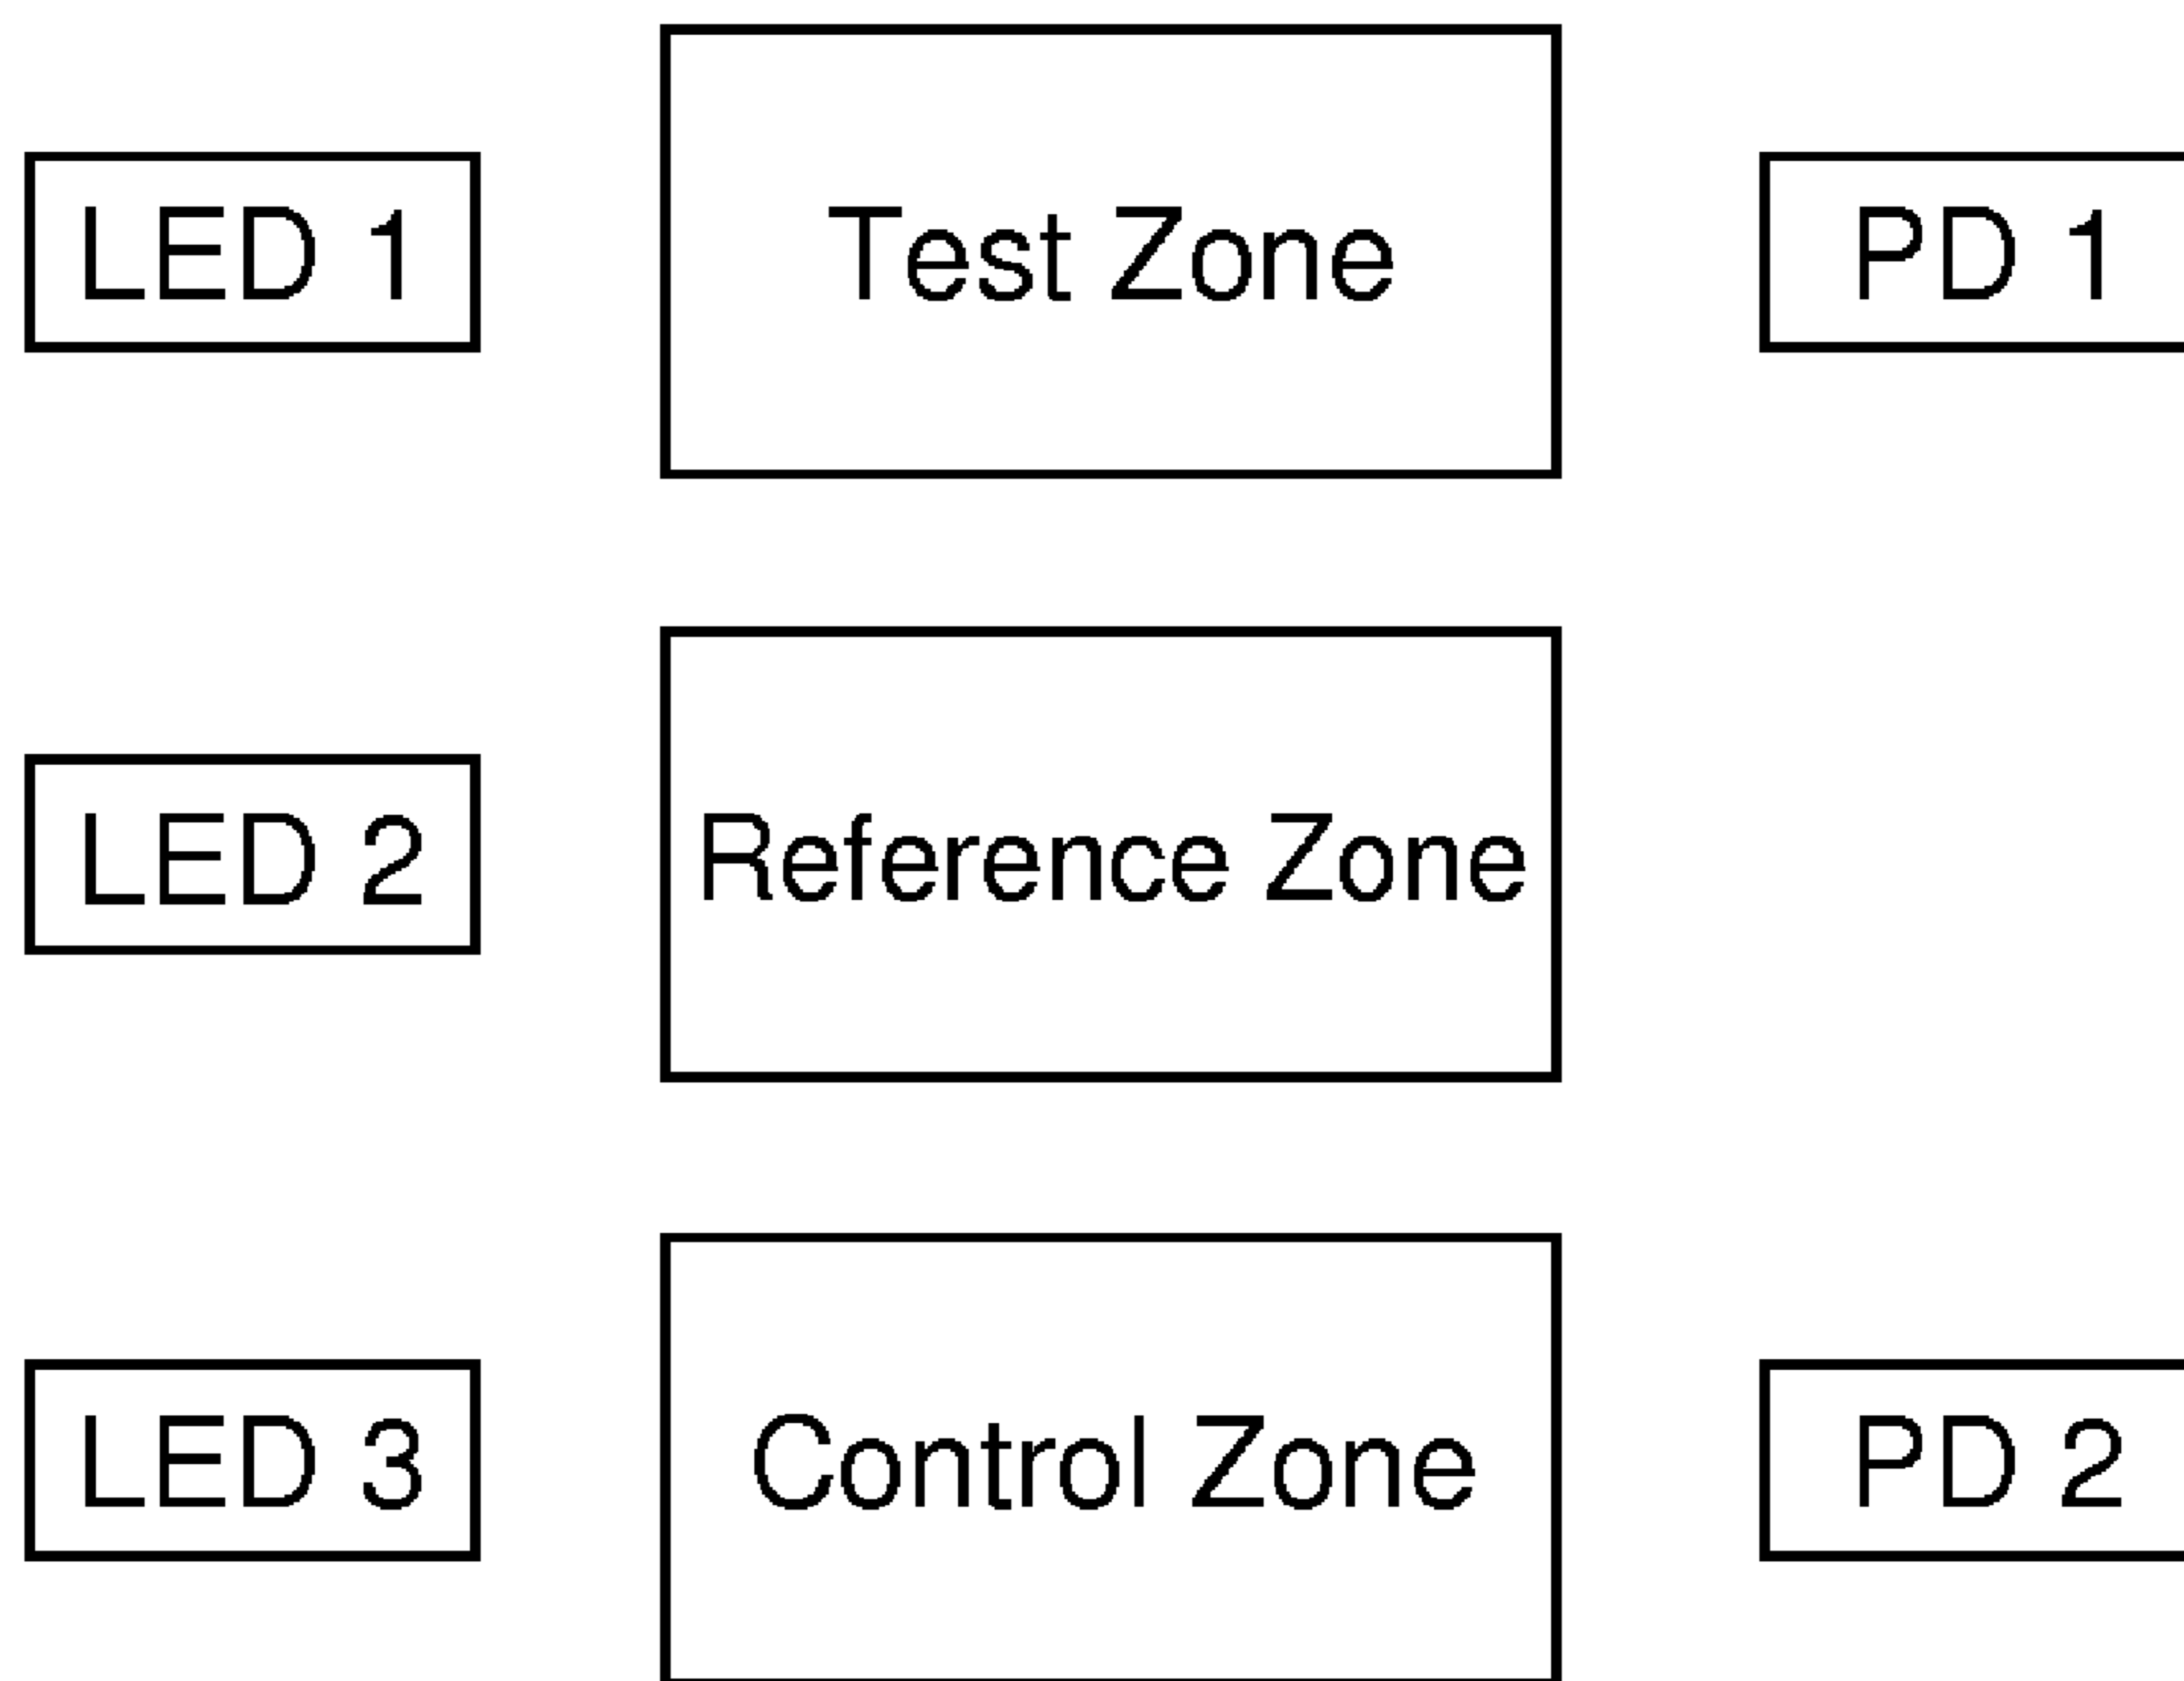 LED 1 Test Zone PD 1
LED 2 Reference Zone
LED 3 Control Zone PD 2